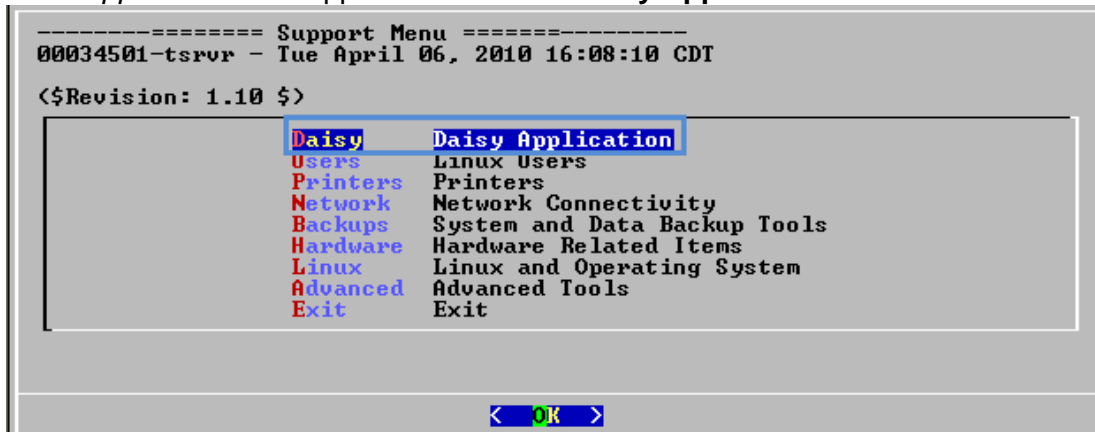 --------======== Support Menu =======---------
00034501-tsrvr - Tue April 06, 2010 16:08:10 CDT
($Revision: 1.10 $)
Daisy Daisy Application
Users Linux Users
Printers Printers
Network Network Connectivity
Backups System and Data Backup Tools
Hardware Hardware Related Items
Linux Linux and Operating System
Advanced Advanced Tools
Exit Exit
< OK >